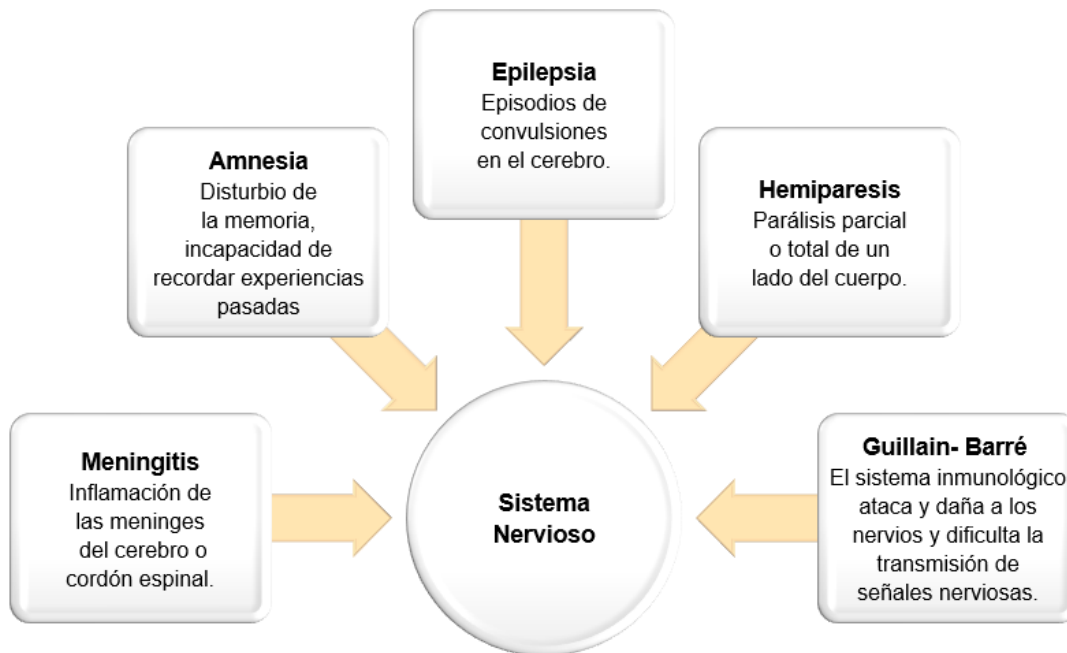 Epilepsia
Episodios de
convulsiones
en el cerebro.
Amnesia
Disturbio de
la memoria,
incapacidad de
recordar experiencias
pasadas
Hemiparesis
Parálisis parcial
o total de un
lado del cuerpo.
Meningitis
Inflamación de
las meninges
del cerebro o
cordón espinal.
Sistema
Nervioso
Guillain- Barré
El sistema inmunológico
ataca y daña a los
nervios y dificulta la
transmisión de
señales nerviosas.